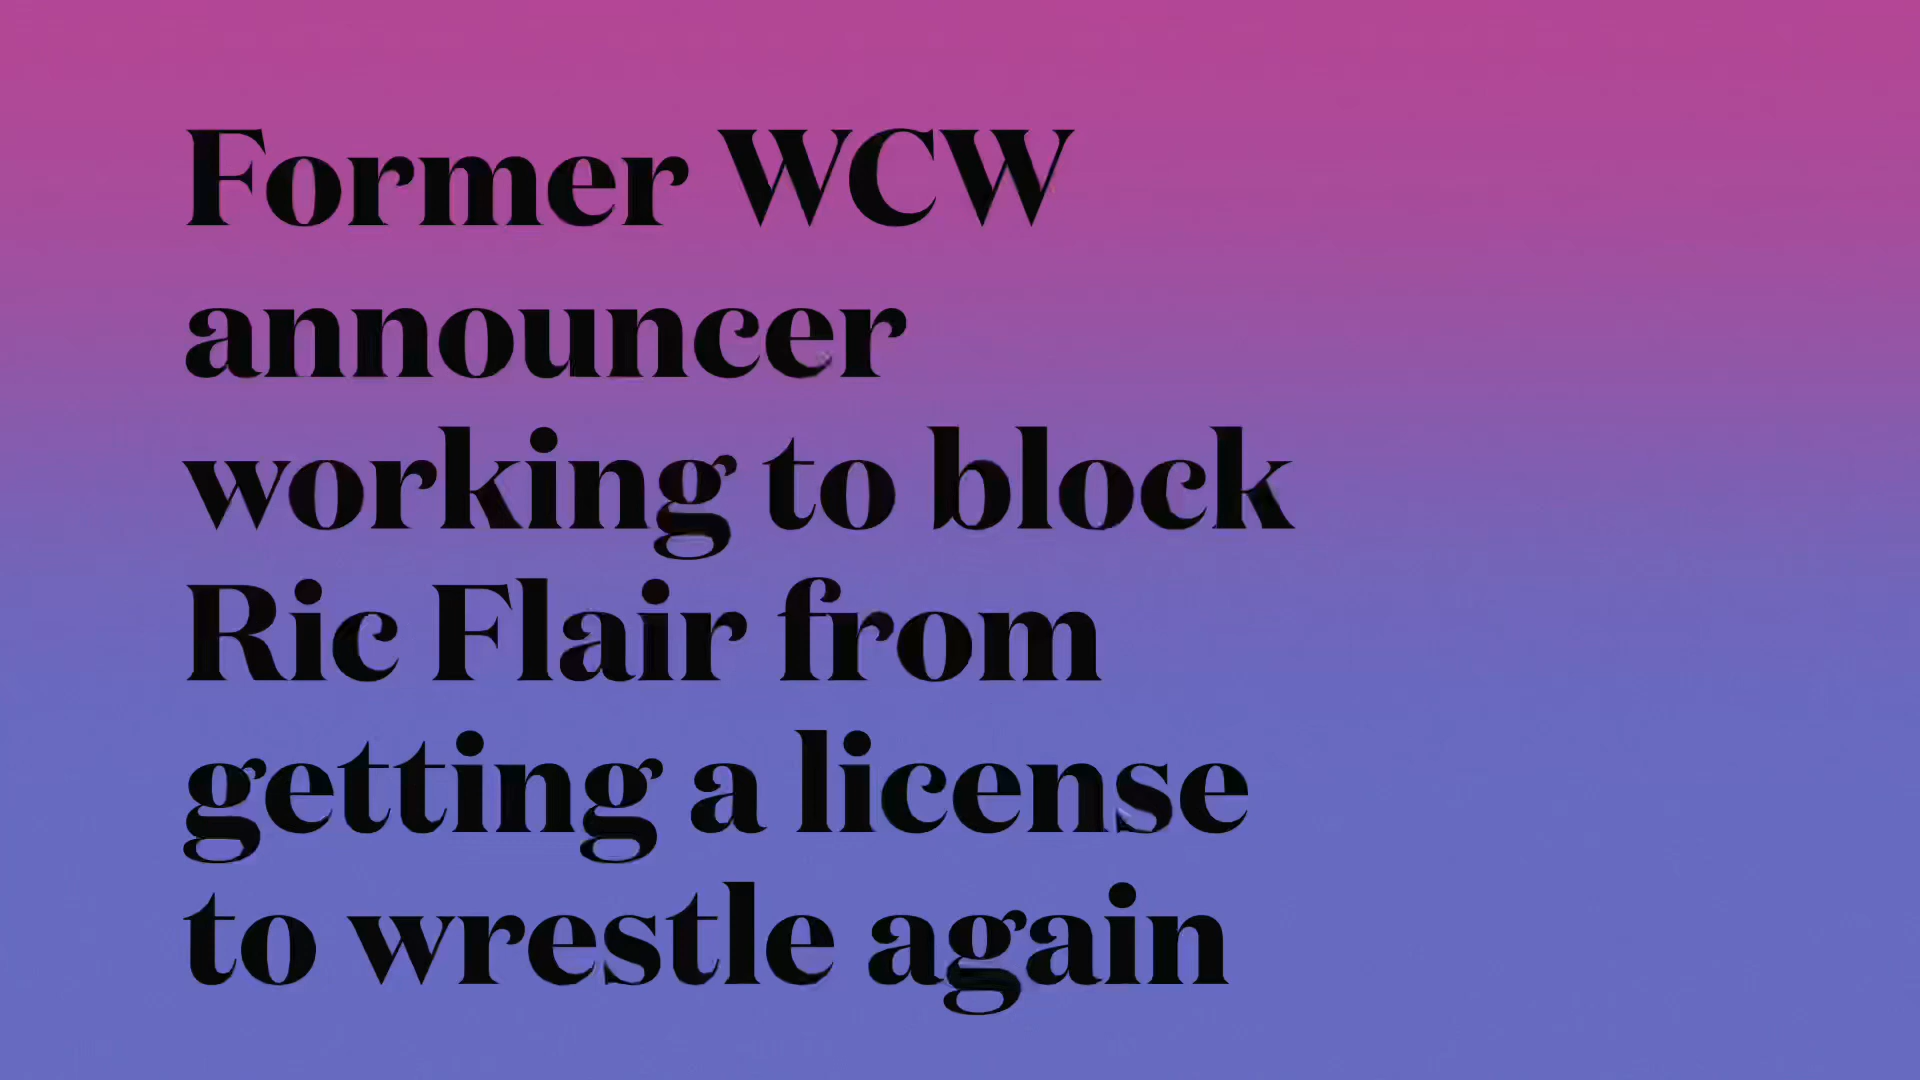 Former WCW
announcer
working to block
Ric Flair from
getting a license
to wrestle again